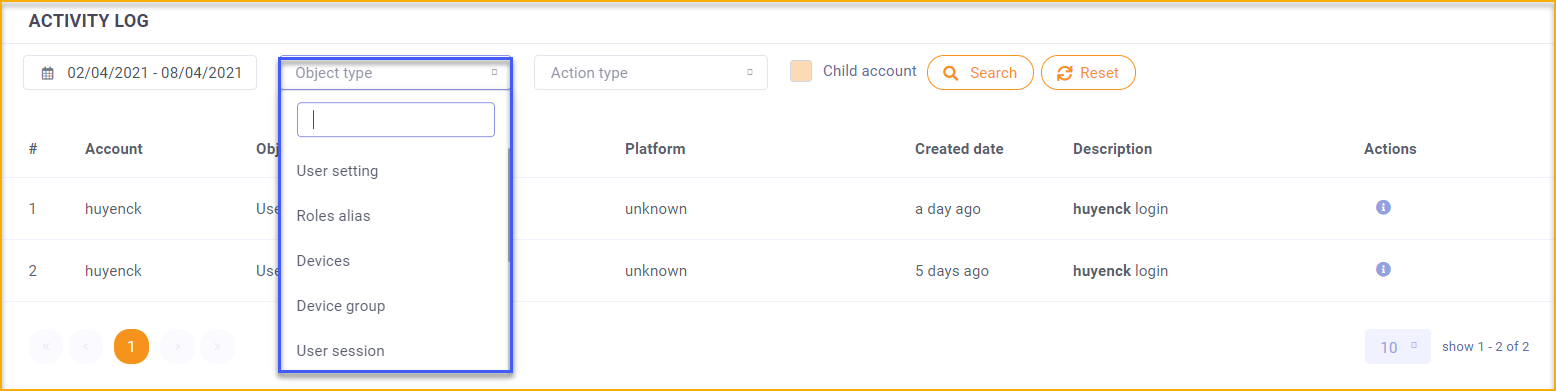 ACTIVITY LOG
02/04/2021 - 08/04/2021 Object type Action type Child account Search Reset
# Account Obj Platform Created date Description Actions
User setting
1 huyenck Use unknown a day ago huyenck login
Roles alias
Devices
2 huyenck Use unknown 5 days ago huyenck login
Device group
« ‹ 1 › » 10 show 1 - 2 of 2
User session